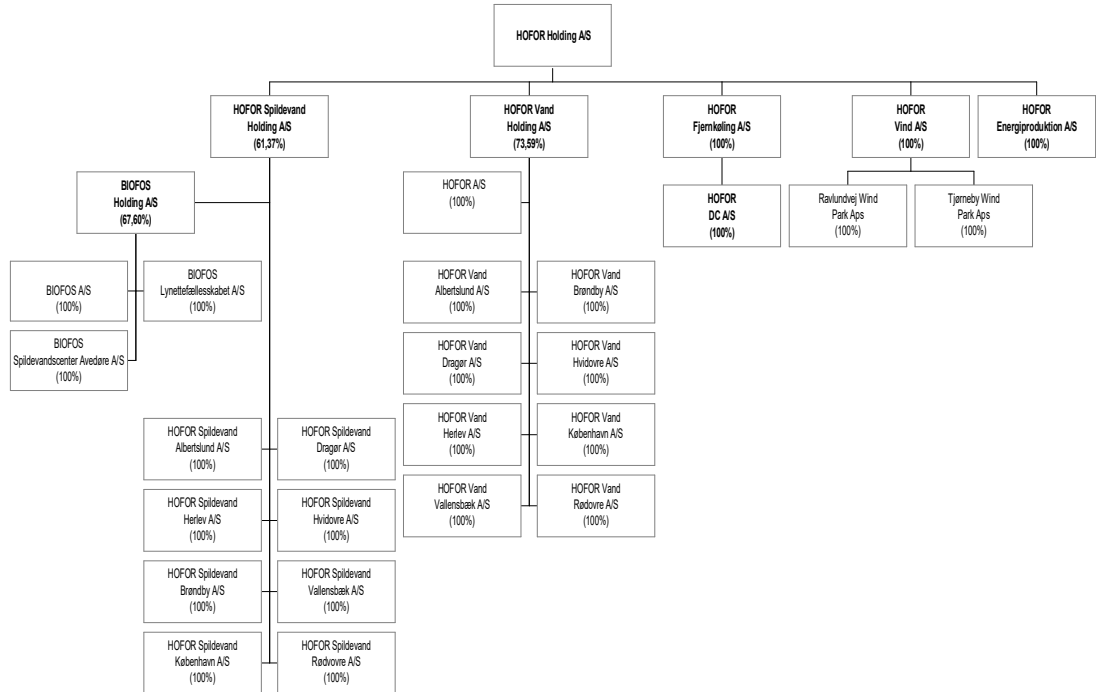 HOFOR Holding A/S
HOFOR Spildevand
Holding A/S
(61,37%)
HOFOR Vand
Holding A/S
(73,59%)
HOFOR
Fjernkøling A/S
(100%)
HOFOR
Vind A/S
(100%)
HOFOR
Energiproduktion A/S
(100%)
BIOFOS
Holding A/S
(67,60%)
HOFOR A/S
(100%)
HOFOR
DC A/S
(100%)
Ravlundvej Wind
Park Aps
(100%)
Tjørneby Wind
Park Aps
(100%)
BIOFOS A/S
(100%)
BIOFOS
Lynettefællesskabet A/S
(100%)
HOFOR Vand
Albertslund A/S
(100%)
HOFOR Vand
Brøndby A/S
(100%)
BIOFOS
Spildevandscenter Avedøre A/S
(100%)
HOFOR Vand
Dragør A/S
(100%)
HOFOR Vand
Hvidovre A/S
(100%)
HOFOR Spildevand
Albertslund A/S
(100%)
HOFOR Spildevand
Dragør A/S
(100%)
HOFOR Vand
Herlev A/S
(100%)
HOFOR Vand
København A/S
(100%)
HOFOR Spildevand
Herlev A/S
(100%)
HOFOR Spildevand
Hvidovre A/S
(100%)
HOFOR Vand
Vallensbæk A/S
(100%)
HOFOR Vand
Rødovre A/S
(100%)
HOFOR Spildevand
Brøndby A/S
(100%)
HOFOR Spildevand
Vallensbæk A/S
(100%)
HOFOR Spildevand
København A/S
(100%)
HOFOR Spildevand
Rødvovre A/S
(100%)